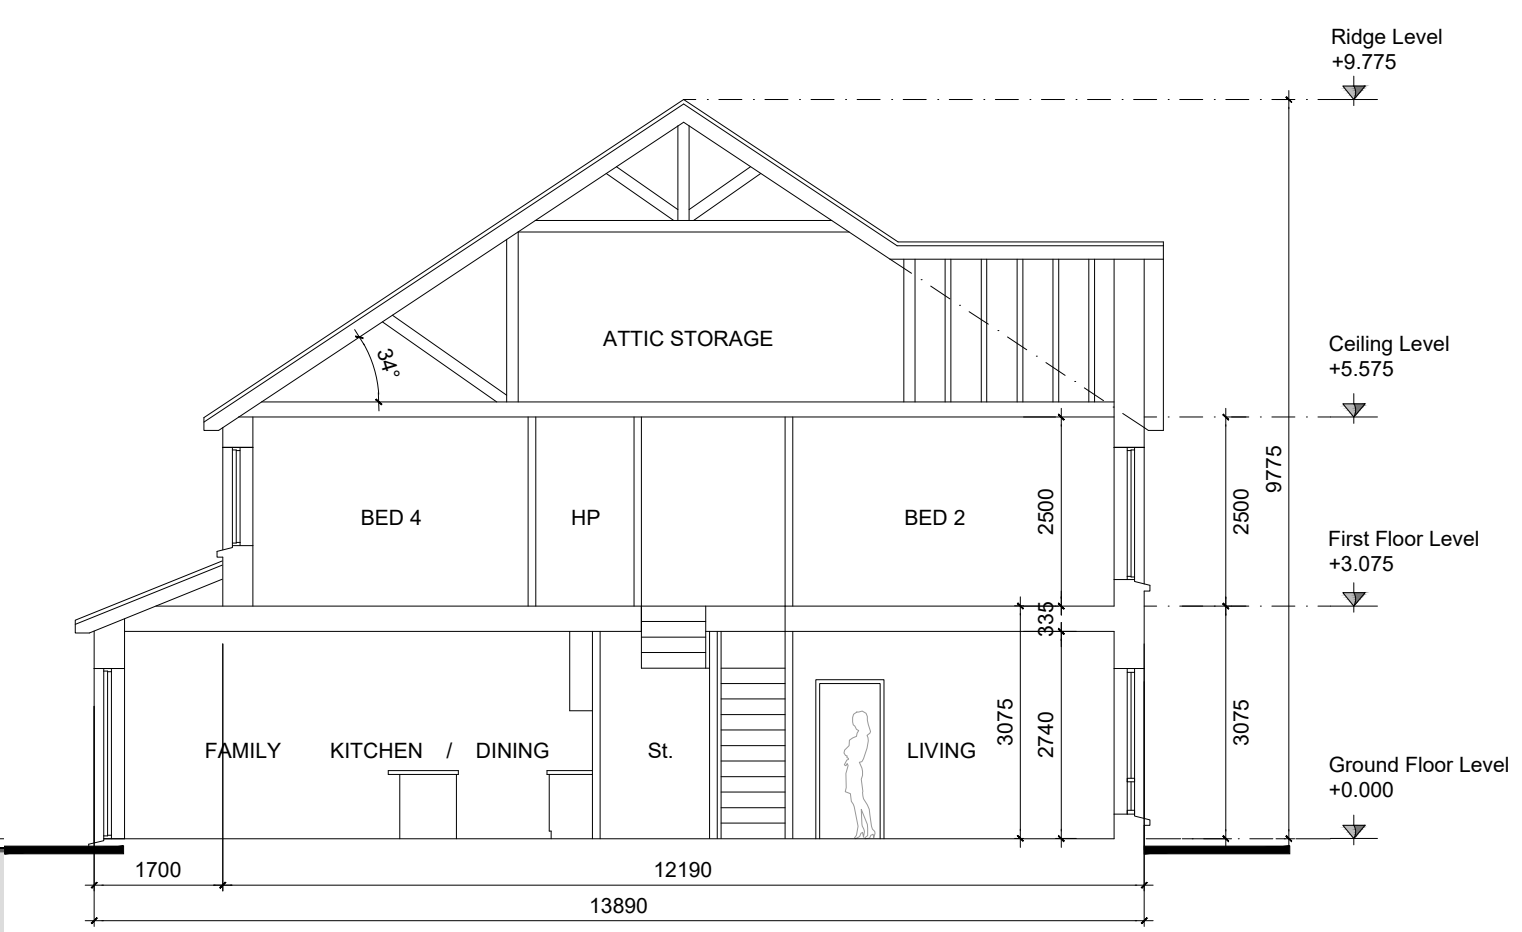 Ridge Level
+9.775
ATTIC STORAGE
34°
Ceiling Level
+5.575
9775
BED 4
HP
BED 2
2500
2500
First Floor Level
+3.075
335
FAMILY KITCHEN / DINING
St.
LIVING
3075
2740
3075
Ground Floor Level
+0.000
1700
12190
13890